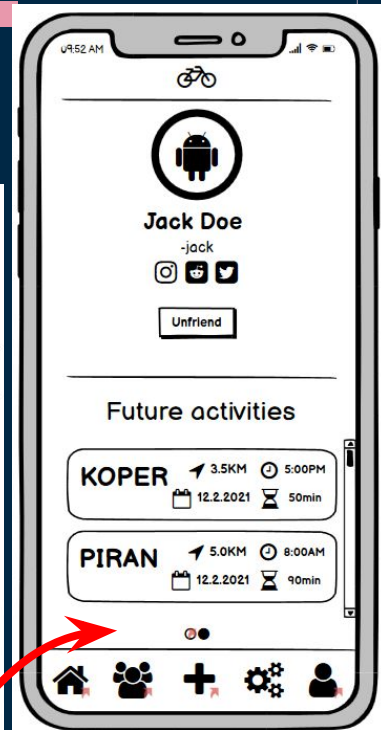 09:52 AM
Jack Doe
-jack
Unfriend
Future activities
KOPER 3.5KM 5:00PM
12.2.2021 50min
PIRAN 5.0KM 8:00AM
12.2.2021 90min